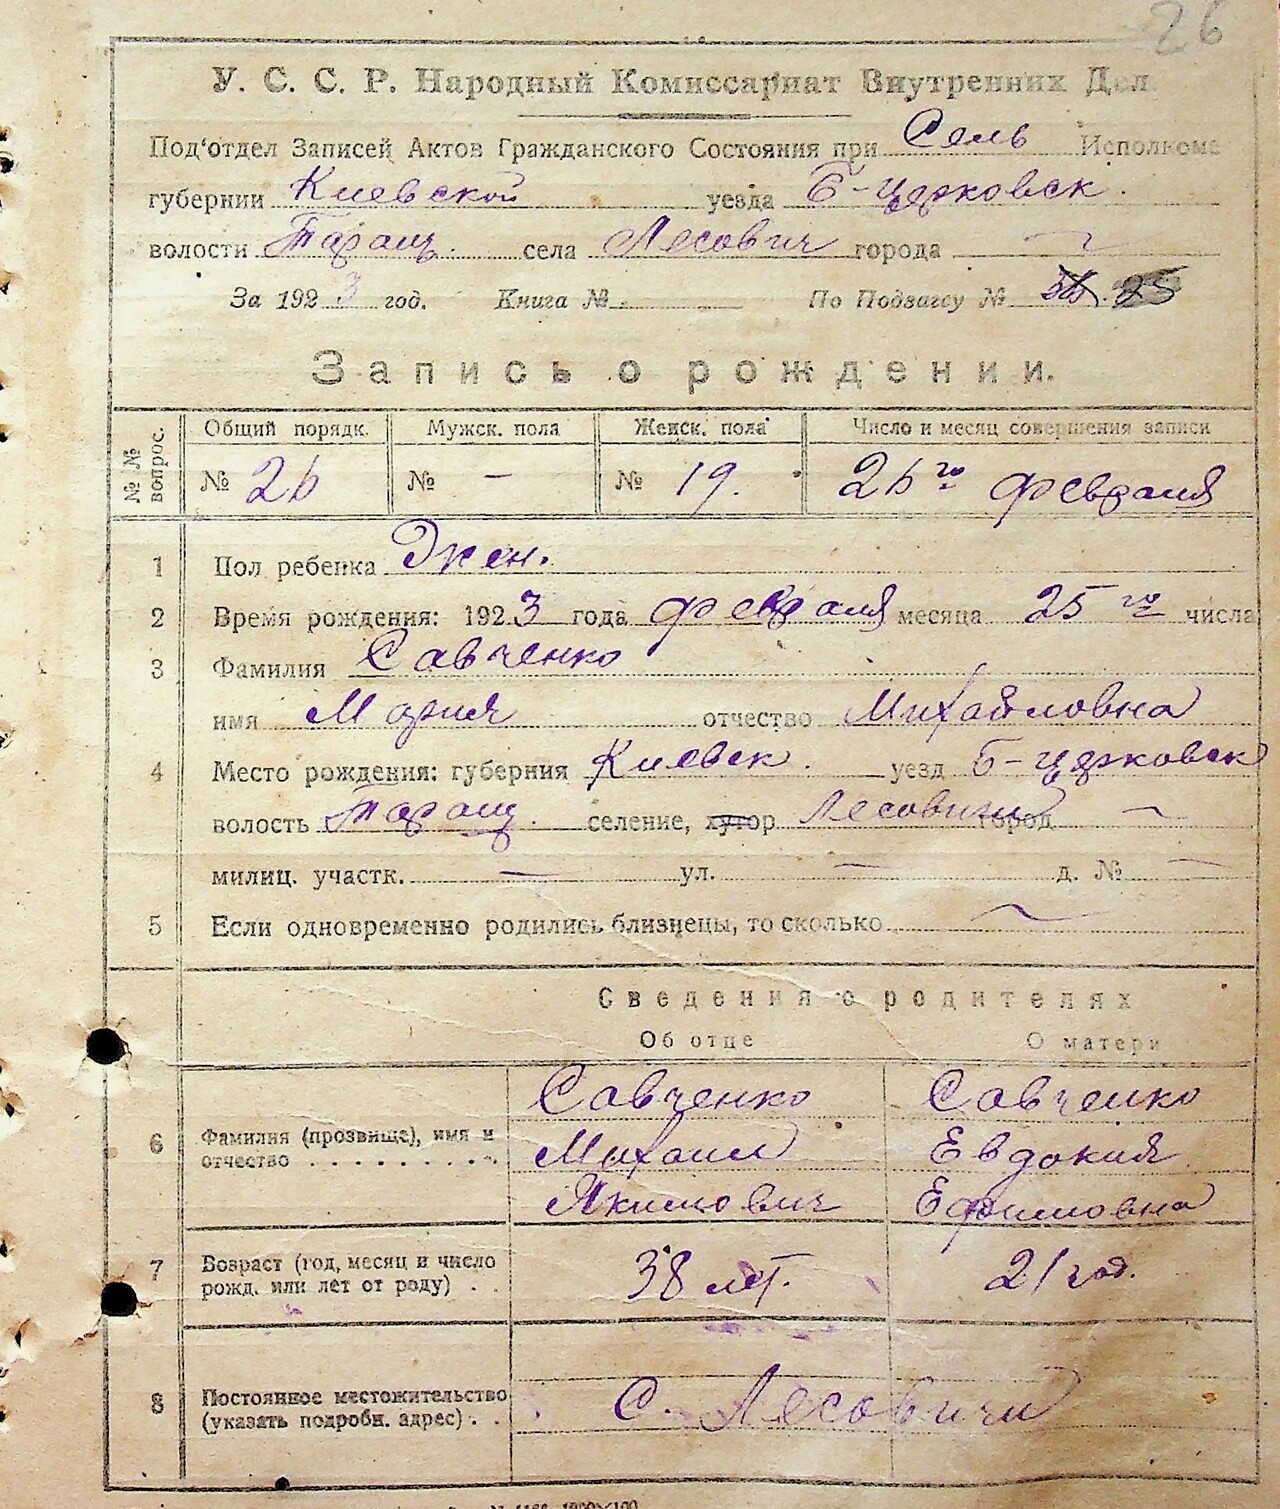 26
У. С. С. Р. Народный Комиссариат Внутренних Дел
Под‘отдел Записей Актов Гражданского Состояния при Сель Исполкоме
губернии Киевской уезда Б-Церковск.
волости Таращ. села Лесович города —
За 1923 год. Книга № По Подзагсу № 25
Запись о рождении.
№ № вопрос. Общий порядк. Мужск. пола Женск. пола Число и месяц совершения записи
№ 26 № — № 19. 26го февраля
1 Пол ребенка Жен.
2 Время рождения: 1923 года февраля месяца 25го числа
3 Фамилия Савченко
имя Мария отчество Михайловна
4 Место рождения: губерния Киевск. уезд Б-Церковск
волость Таращ. селение, хутор Лесовичи город —
милиц. участк. — ул. — д. № —
5 Если одновременно родились близнецы, то сколько —
Сведения о родителях
Об отце О матери
Савченко Савченко
6 Фамилия (прозвище), имя и Михаил Евдокия
отчество . . . . . . . . . Якимович Ефимовна
7 Возраст (год, месяц и число 38 лет. 21 год.
рожд. или лет от роду) . .
8 Постоянное местожительство С. Лесовичи
(указать подробн. адрес) . .